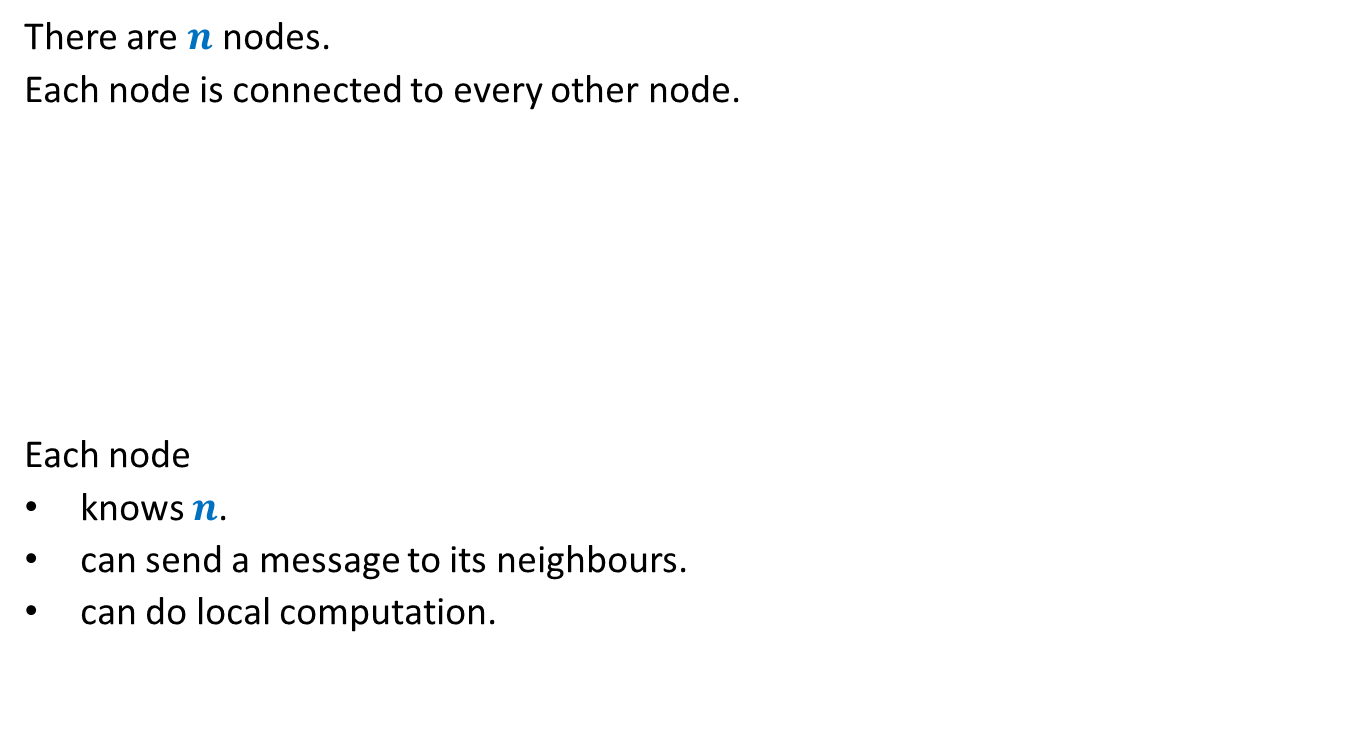 There are n nodes.
Each node is connected to every other node.
Each node
• knows n.
• can send a message to its neighbours.
• can do local computation.